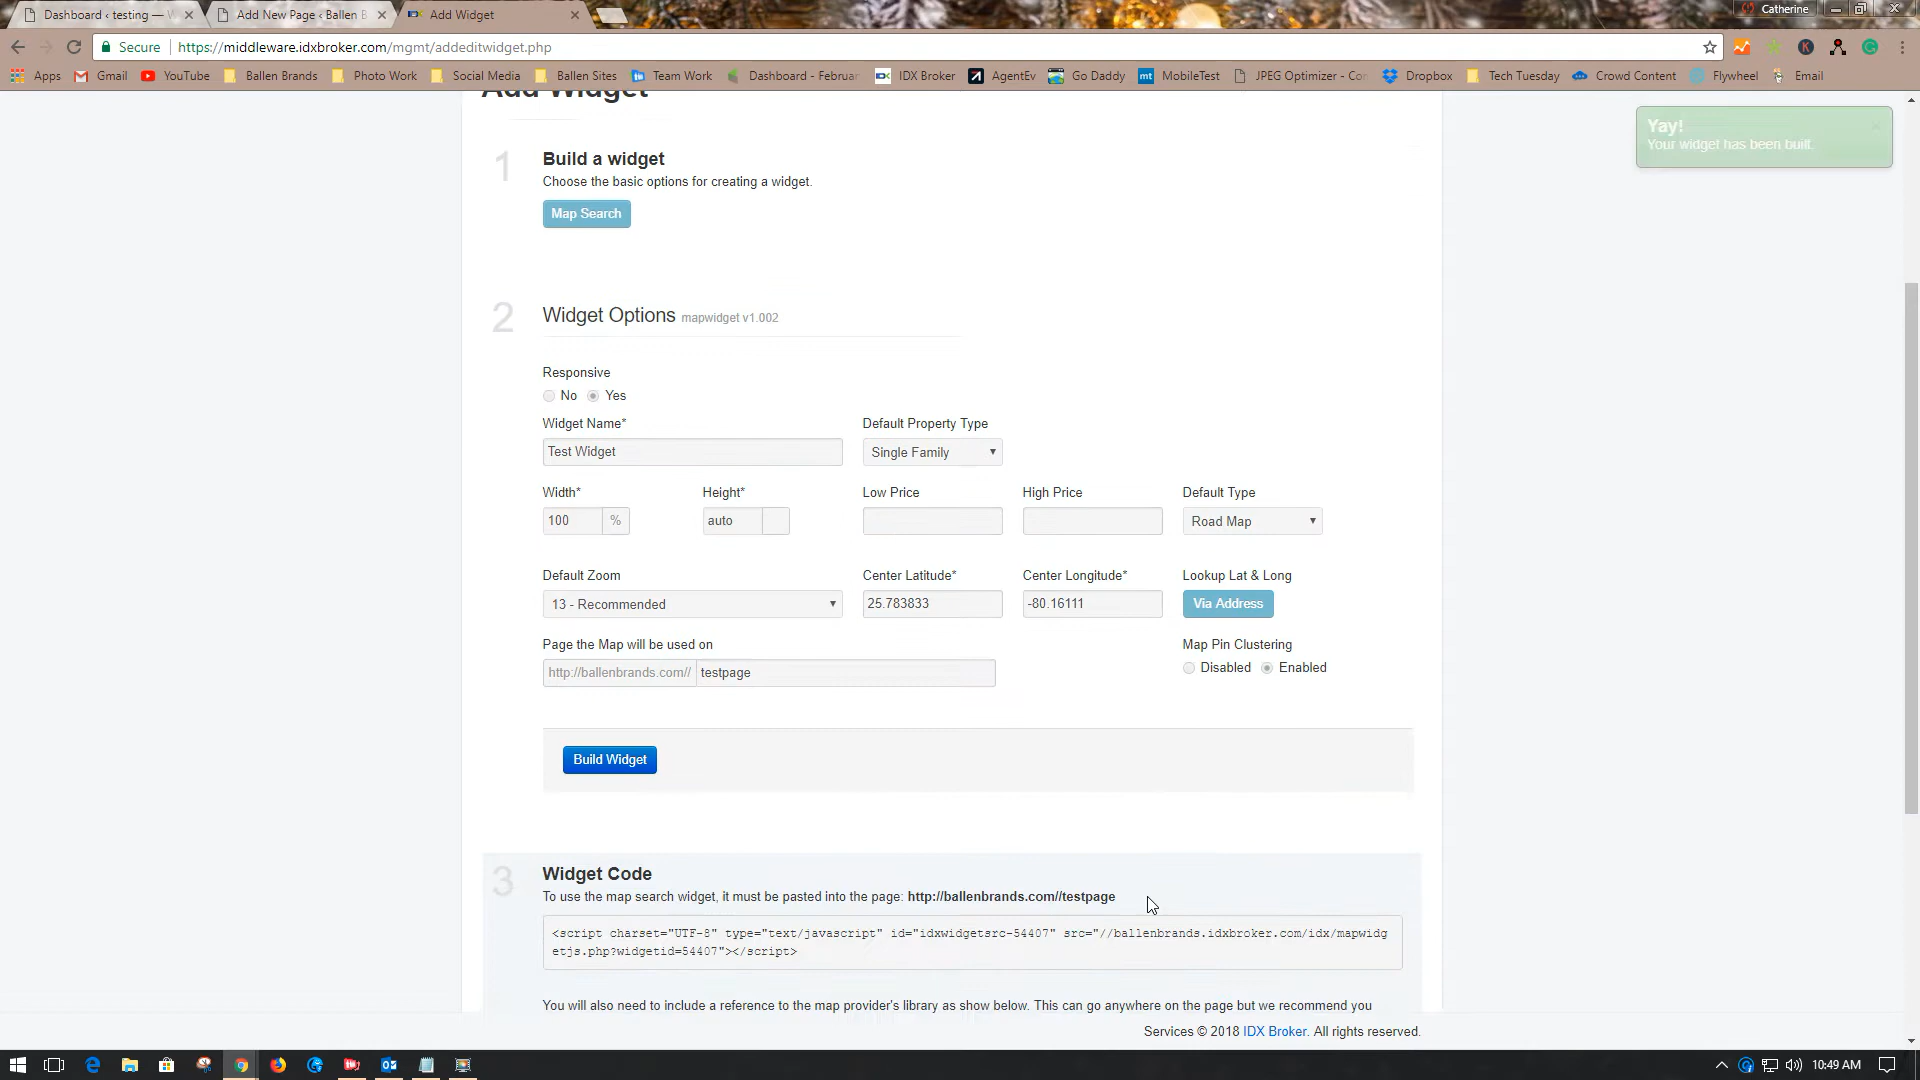 Dashboard ‹ testing — W
Add New Page ‹ Ballen B
Add Widget
Catherine
Secure
https://middleware.idxbroker.com/mgmt/addeditwidget.php
Apps
Gmail
YouTube
Ballen Brands
Photo Work
Social Media
Ballen Sites
Team Work
Dashboard - Februar
IDX Broker
AgentEv
Go Daddy
mt MobileTest
JPEG Optimizer - Con
Dropbox
Tech Tuesday
Crowd Content
Flywheel
Email
Add Widget
Yay!
Your widget has been built.
1
Build a widget
Choose the basic options for creating a widget.
Map Search
2
Widget Options mapwidget v1.002
Responsive
No Yes
Widget Name* Default Property Type
Test Widget Single Family
Width* Height* Low Price High Price Default Type
100 % auto Road Map
Default Zoom Center Latitude* Center Longitude* Lookup Lat & Long
13 - Recommended 25.783833 -80.16111 Via Address
Page the Map will be used on Map Pin Clustering
http://ballenbrands.com// testpage Disabled Enabled
Build Widget
3
Widget Code
To use the map search widget, it must be pasted into the page: http://ballenbrands.com//testpage
<script charset="UTF-8" type="text/javascript" id="idxwidgetsrc-54407" src="//ballenbrands.idxbroker.com/idx/mapwidg
etjs.php?widgetid=54407"></script>
You will also need to include a reference to the map provider's library as show below. This can go anywhere on the page but we recommend you
Services © 2018 IDX Broker. All rights reserved.
10:49 AM